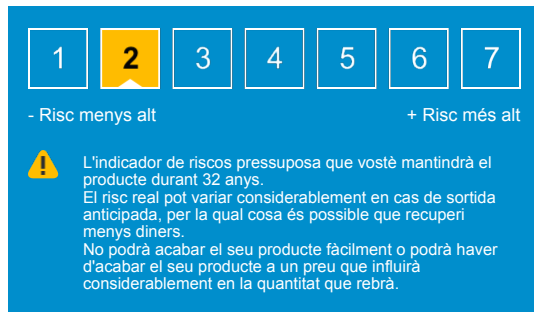 1 2 3 4 5 6 7
- Risc menys alt + Risc més alt
L'indicador de riscos pressuposa que vostè mantindrà el
producte durant 32 anys.
El risc real pot variar considerablement en cas de sortida
anticipada, per la qual cosa és possible que recuperi
menys diners.
No podrà acabar el seu producte fàcilment o podrà haver
d'acabar el seu producte a un preu que influirà
considerablement en la quantitat que rebrà.